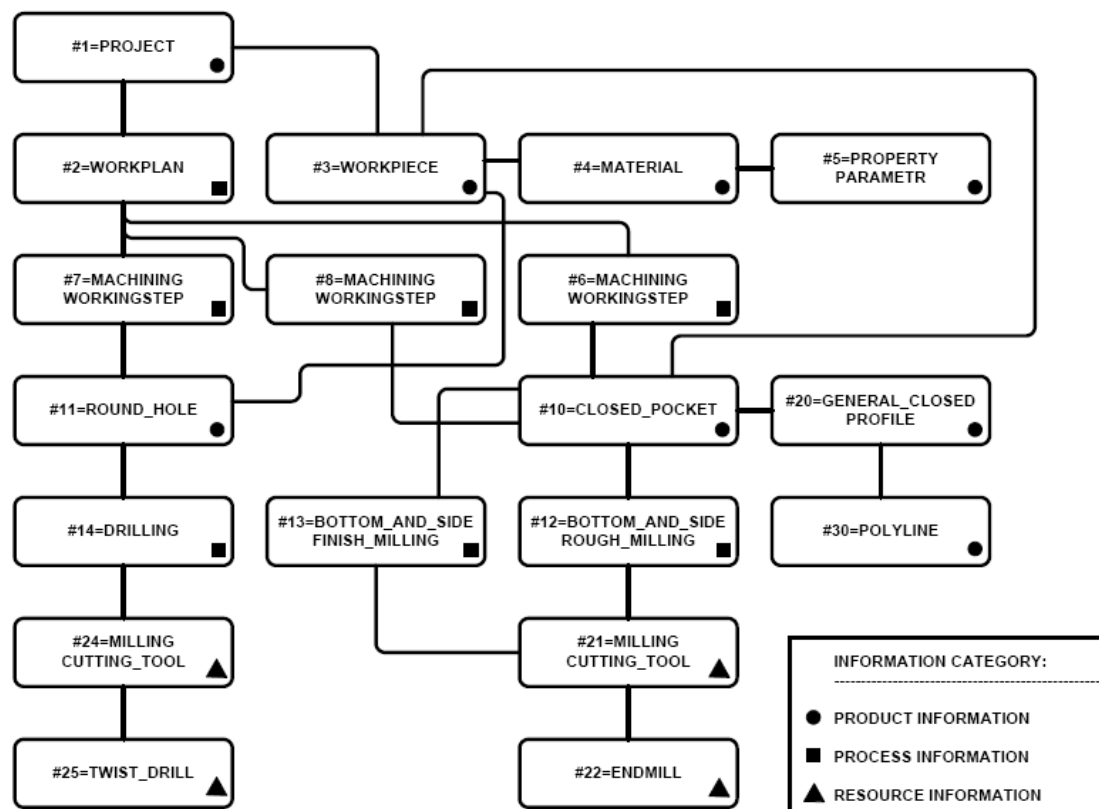 #1=PROJECT
#2=WORKPLAN
#3=WORKPIECE
#4=MATERIAL
#5=PROPERTY
PARAMETR
#7=MACHINING
WORKINGSTEP
#8=MACHINING
WORKINGSTEP
#6=MACHINING
WORKINGSTEP
#11=ROUND_HOLE
#10=CLOSED_POCKET
#20=GENERAL_CLOSED
PROFILE
#14=DRILLING
#13=BOTTOM_AND_SIDE
FINISH_MILLING
#12=BOTTOM_AND_SIDE
ROUGH_MILLING
#30=POLYLINE
#24=MILLING
CUTTING_TOOL
#21=MILLING
CUTTING_TOOL
#25=TWIST_DRILL
#22=ENDMILL
INFORMATION CATEGORY:
PRODUCT INFORMATION
PROCESS INFORMATION
RESOURCE INFORMATION